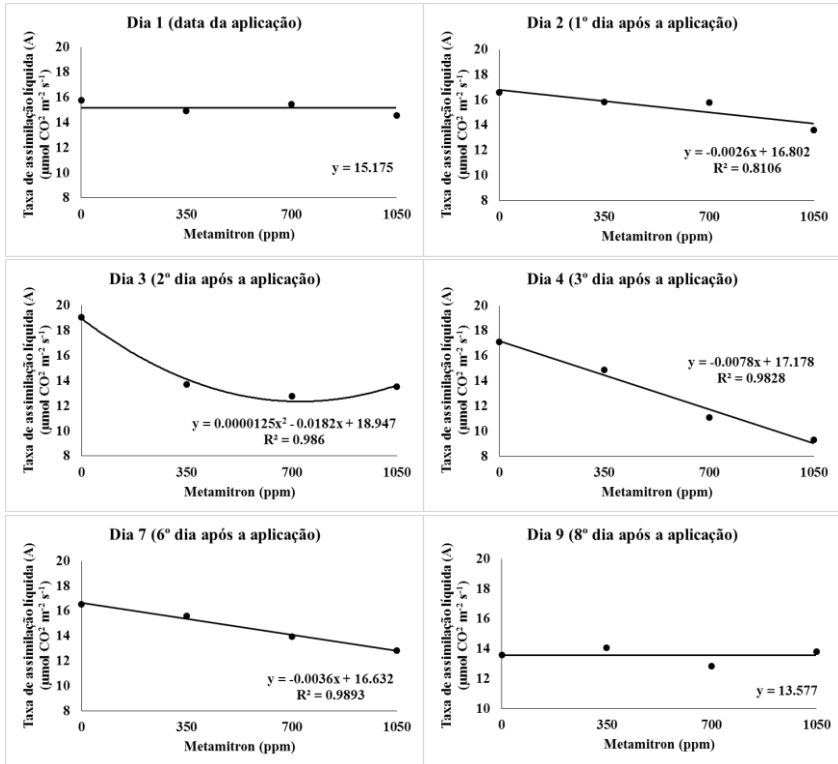 Dia 1 (data da aplicação)
Taxa de assimilação líquida (A)
(µmol CO² m⁻² s⁻¹)
20
18
16
14
12
10
8
y = 15.175
0 350 700 1050
Metamitron (ppm)
Dia 2 (1º dia após a aplicação)
Taxa de assimilação líquida (A)
(µmol CO² m⁻² s⁻¹)
20
18
16
14
12
10
8
y = -0.0026x + 16.802
R² = 0.8106
0 350 700 1050
Metamitron (ppm)
Dia 3 (2º dia após a aplicação)
Taxa de assimilação líquida (A)
(µmol CO² m⁻² s⁻¹)
20
18
16
14
12
10
8
y = 0.0000125x² - 0.0182x + 18.947
R² = 0.986
0 350 700 1050
Metamitron (ppm)
Dia 4 (3º dia após a aplicação)
Taxa de assimilação líquida (A)
(µmol CO² m⁻² s⁻¹)
20
18
16
14
12
10
8
y = -0.0078x + 17.178
R² = 0.9828
0 350 700 1050
Metamitron (ppm)
Dia 7 (6º dia após a aplicação)
Taxa de assimilação líquida (A)
(µmol CO² m⁻² s⁻¹)
20
18
16
14
12
10
8
y = -0.0036x + 16.632
R² = 0.9893
0 350 700 1050
Metamitron (ppm)
Dia 9 (8º dia após a aplicação)
Taxa de assimilação líquida (A)
(µmol CO² m⁻² s⁻¹)
20
18
16
14
12
10
y = 13.577
0 350 700 1050
Metamitron (ppm)